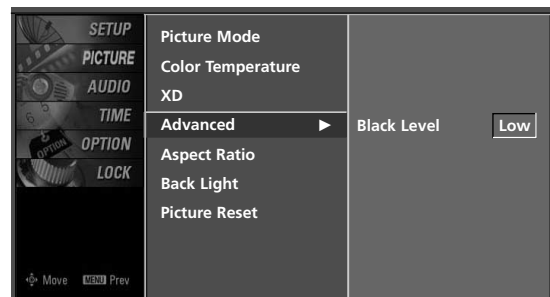 SETUP
PICTURE
AUDIO
TIME
OPTION
LOCK
Move MENU Prev
Picture Mode
Color Temperature
XD
Advanced ►
Aspect Ratio
Back Light
Picture Reset
Black Level Low